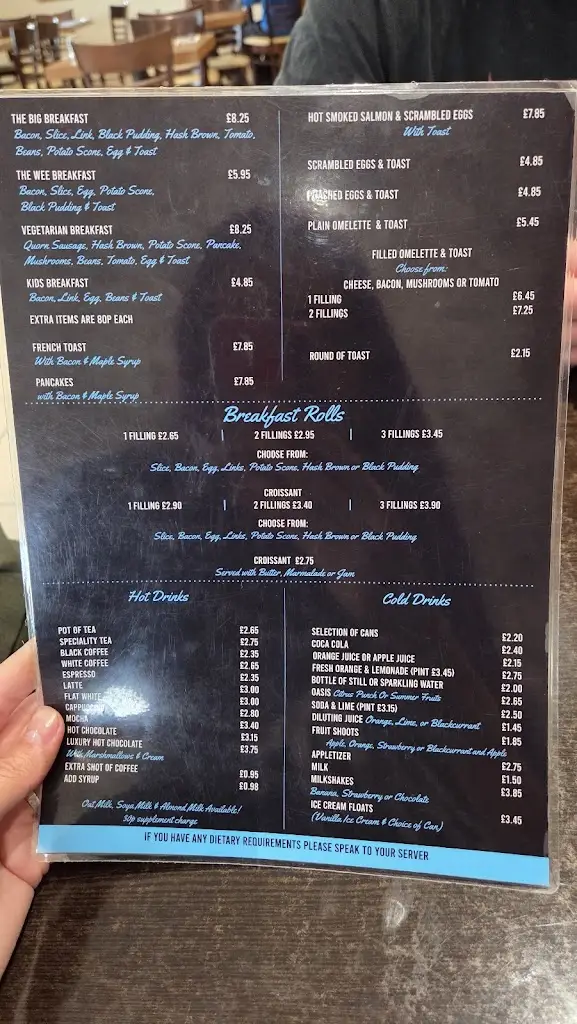 THE BIG BREAKFAST £8.25
Bacon, Slice, Link, Black Pudding, Hash Brown, Tomato,
Beans, Potato Scone, Egg & Toast
THE WEE BREAKFAST £5.95
Bacon, Slice, Egg, Potato Scone,
Black Pudding & Toast
VEGETARIAN BREAKFAST £8.25
Quorn Sausage, Hash Brown, Potato Scone, Pancake,
Mushrooms, Beans, Tomato, Egg & Toast
KIDS BREAKFAST £4.85
Bacon, Link, Egg, Beans & Toast
EXTRA ITEMS ARE 80P EACH
FRENCH TOAST £7.85
With Bacon & Maple Syrup
PANCAKES £7.85
with Bacon & Maple Syrup
HOT SMOKED SALMON & SCRAMBLED EGGS £7.85
With Toast
SCRAMBLED EGGS & TOAST £4.85
POACHED EGGS & TOAST £4.85
PLAIN OMELETTE & TOAST £5.45
FILLED OMELETTE & TOAST
Choose from:
CHEESE, BACON, MUSHROOMS OR TOMATO
1 FILLING £6.45
2 FILLINGS £7.25
ROUND OF TOAST £2.15
Breakfast Rolls
1 FILLING £2.65 | 2 FILLINGS £2.95 | 3 FILLINGS £3.45
CHOOSE FROM:
Slice, Bacon, Egg, Links, Potato Scone, Hash Brown or Black Pudding
CROISSANT
1 FILLING £2.90 | 2 FILLINGS £3.40 | 3 FILLINGS £3.90
CHOOSE FROM:
Slice, Bacon, Egg, Links, Potato Scone, Hash Brown or Black Pudding
CROISSANT £2.75
Served with Butter, Marmalade or Jam
Hot Drinks
POT OF TEA £2.65
SPECIALITY TEA £2.75
BLACK COFFEE £2.35
WHITE COFFEE £2.65
ESPRESSO £2.35
LATTE £3.00
FLAT WHITE £3.00
CAPPUCCINO £2.80
MOCHA £3.40
HOT CHOCOLATE £3.15
LUXURY HOT CHOCOLATE £3.75
With Marshmallows & Cream
EXTRA SHOT OF COFFEE £0.95
ADD SYRUP £0.98
Oat Milk, Soya Milk & Almond Milk Available!
50p supplement charge
Cold Drinks
SELECTION OF CANS £2.20
COCA COLA £2.40
ORANGE JUICE OR APPLE JUICE £2.15
FRESH ORANGE & LEMONADE (PINT £3.45) £2.75
BOTTLE OF STILL OR SPARKLING WATER £2.00
OASIS Citrus Punch Or Summer Fruits £2.65
SODA & LIME (PINT £3.15) £2.50
DILUTING JUICE Orange, Lime, or Blackcurrant £1.45
FRUIT SHOOTS £1.85
Apple, Orange, Strawberry or Blackcurrant and Apple
APPLETIZER £2.75
MILK £1.50
MILKSHAKES £3.85
Banana, Strawberry or Chocolate
ICE CREAM FLOATS £3.45
(Vanilla Ice Cream & Choice of Can)
IF YOU HAVE ANY DIETARY REQUIREMENTS PLEASE SPEAK TO YOUR SERVER